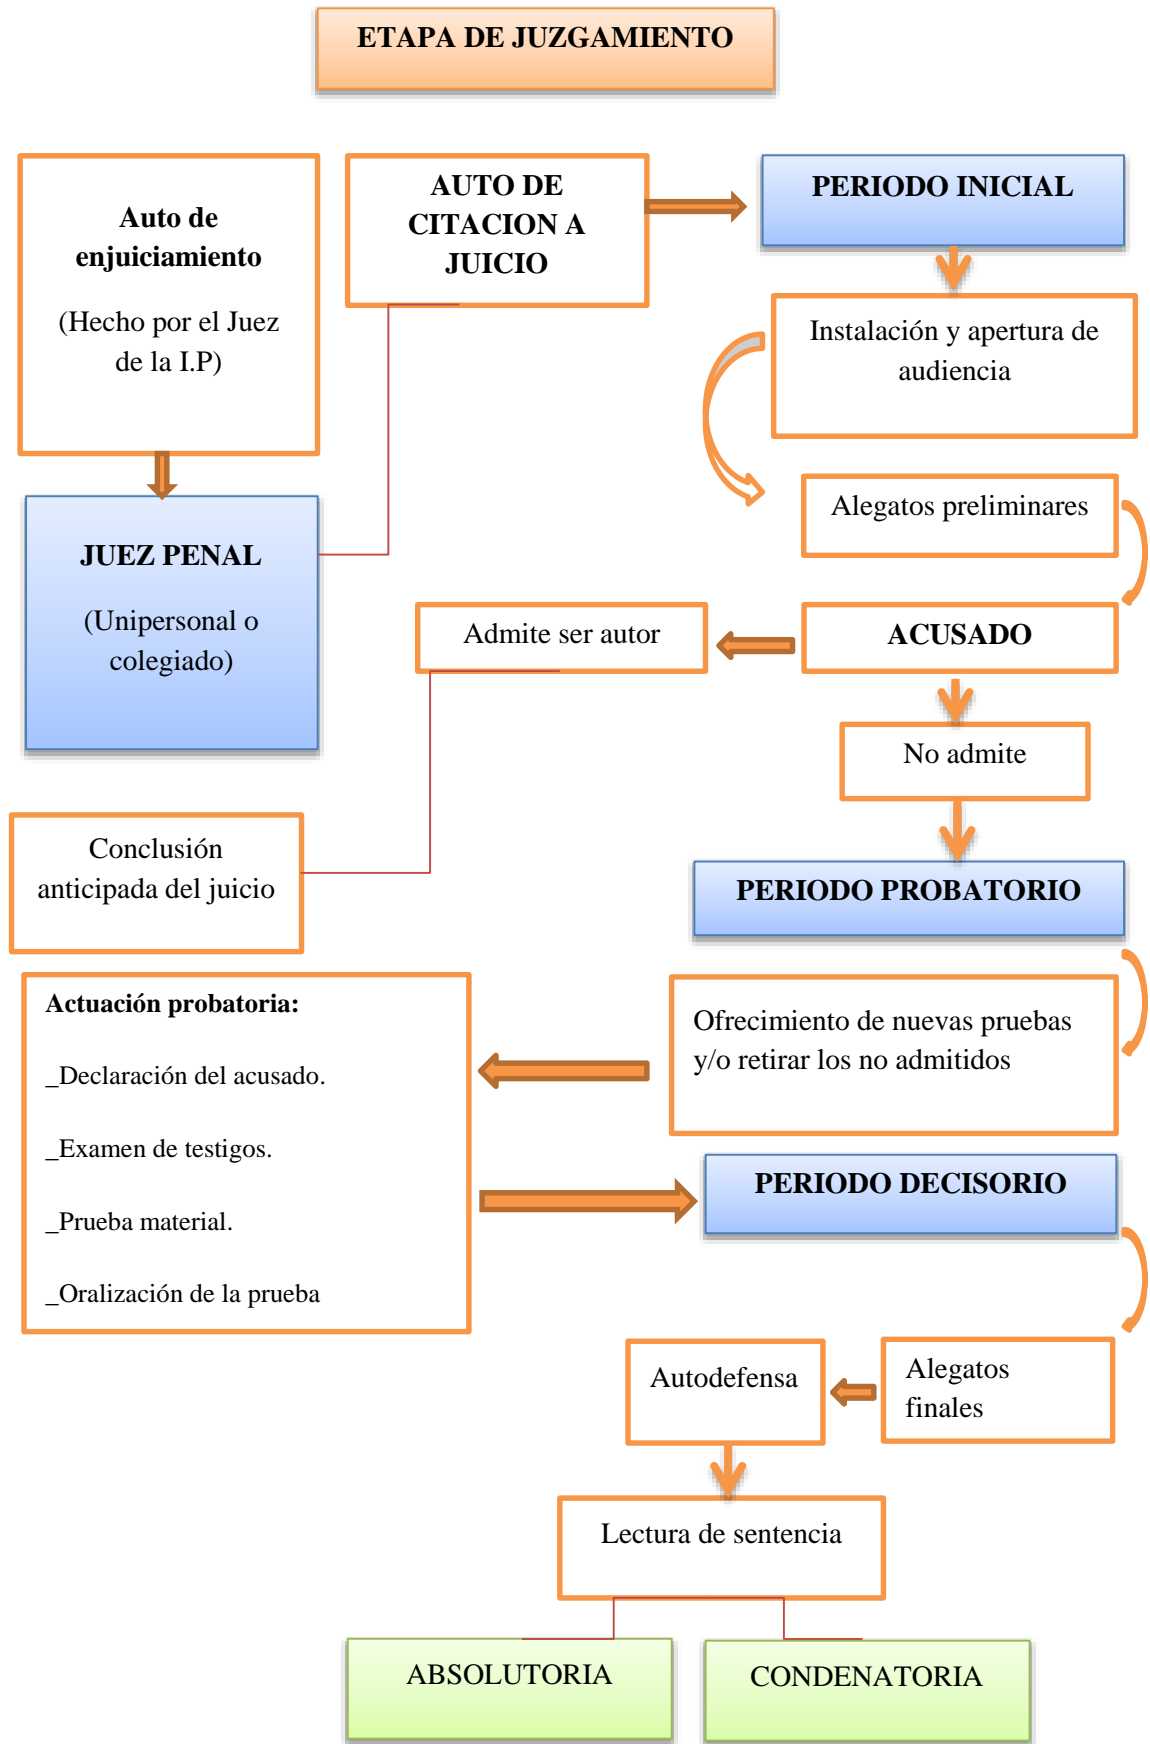 ETAPA DE JUZGAMIENTO
Auto de
enjuiciamiento
(Hecho por el Juez
de la I.P)
AUTO DE
CITACION A
JUICIO
PERIODO INICIAL
Instalación y apertura de
audiencia
Alegatos preliminares
JUEZ PENAL
(Unipersonal o
colegiado)
Admite ser autor
ACUSADO
No admite
Conclusión
anticipada del juicio
PERIODO PROBATORIO
Actuación probatoria:
_Declaración del acusado.
_Examen de testigos.
_Prueba material.
_Oralización de la prueba
Ofrecimiento de nuevas pruebas
y/o retirar los no admitidos
PERIODO DECISORIO
Autodefensa
Alegatos
finales
Lectura de sentencia
ABSOLUTORIA
CONDENATORIA